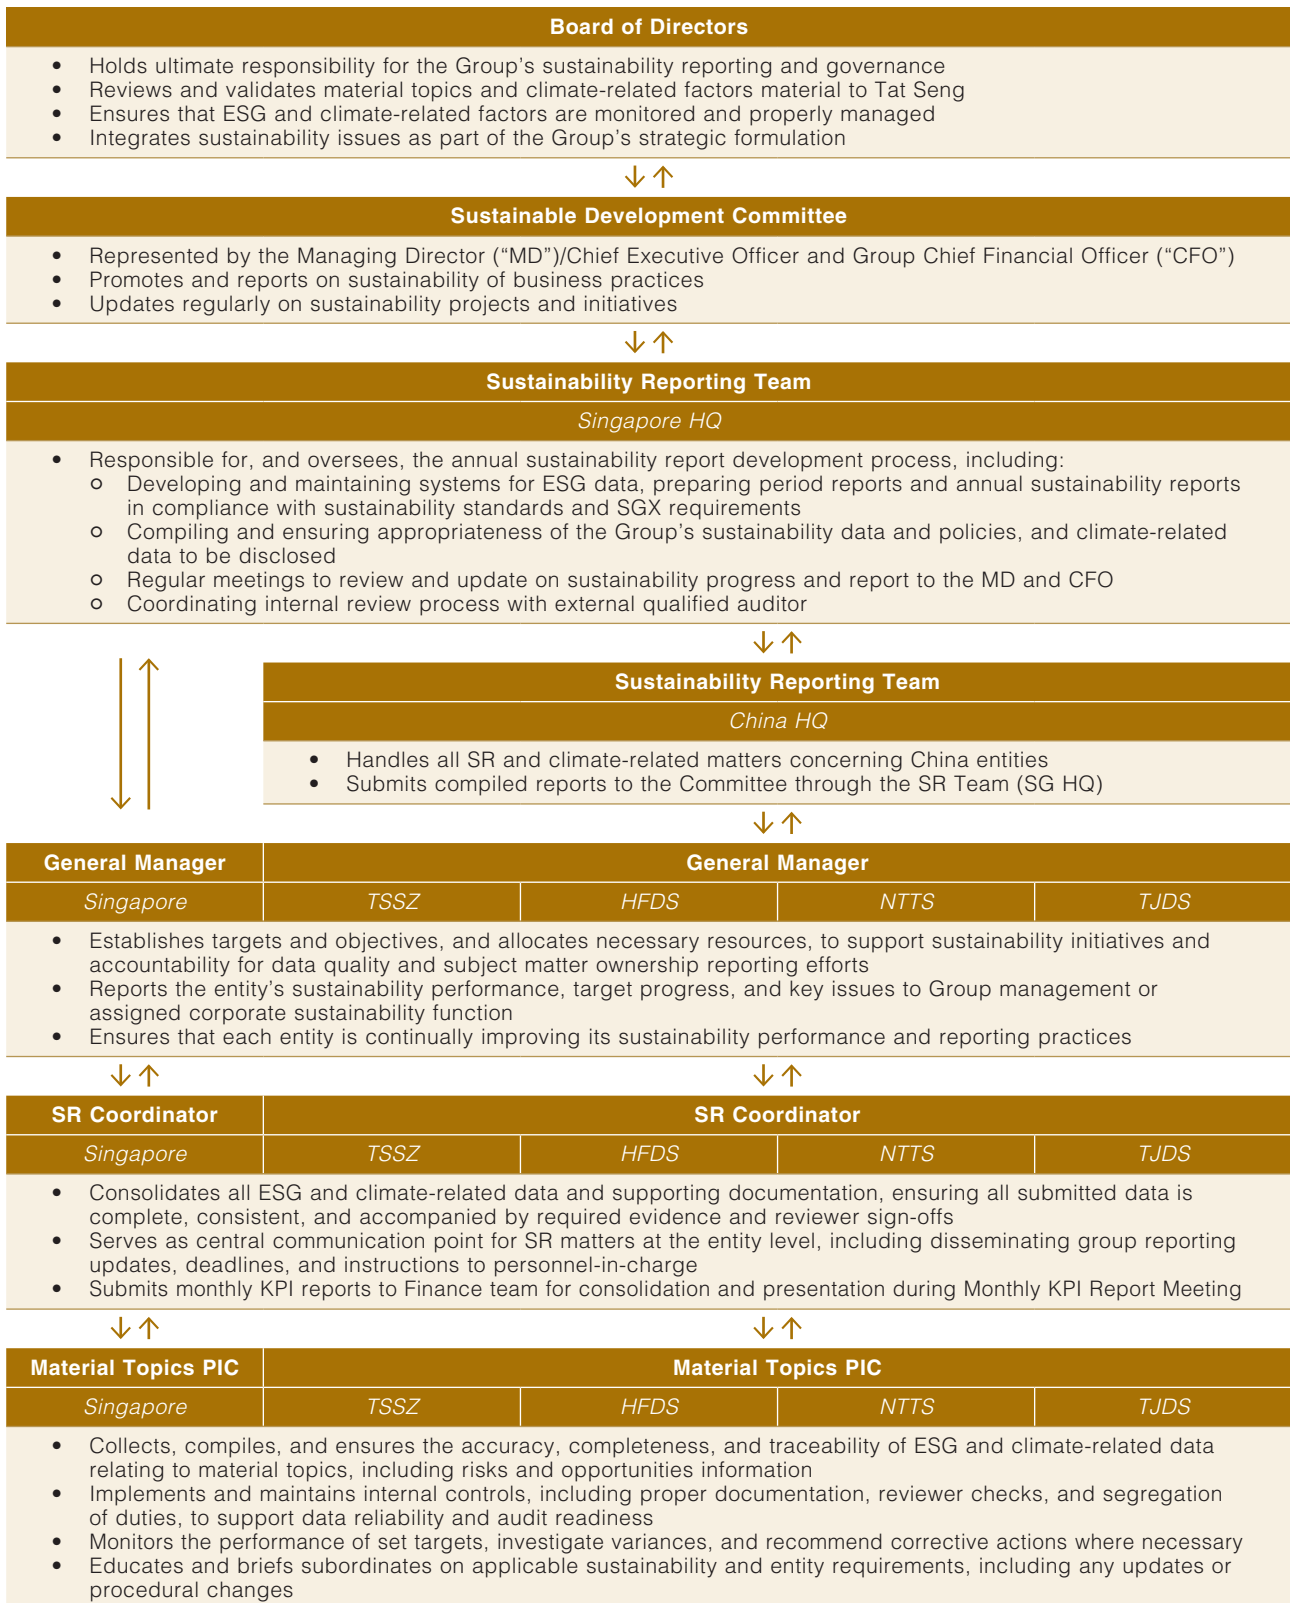 Board of Directors
• Holds ultimate responsibility for the Group's sustainability reporting and governance
• Reviews and validates material topics and climate-related factors material to Tat Seng
• Ensures that ESG and climate-related factors are monitored and properly managed
• Integrates sustainability issues as part of the Group's strategic formulation
Sustainable Development Committee
• Represented by the Managing Director (“MD”)/Chief Executive Officer and Group Chief Financial Officer (“CFO”)
• Promotes and reports on sustainability of business practices
• Updates regularly on sustainability projects and initiatives
Sustainability Reporting Team
Singapore HQ
• Responsible for, and oversees, the annual sustainability report development process, including:
o Developing and maintaining systems for ESG data, preparing period reports and annual sustainability reports
in compliance with sustainability standards and SGX requirements
o Compiling and ensuring appropriateness of the Group's sustainability data and policies, and climate-related
data to be disclosed
o Regular meetings to review and update on sustainability progress and report to the MD and CFO
o Coordinating internal review process with external qualified auditor
Sustainability Reporting Team
China HQ
• Handles all SR and climate-related matters concerning China entities
• Submits compiled reports to the Committee through the SR Team (SG HQ)
General Manager General Manager
Singapore TSSZ HFDS NTTS TJDS
• Establishes targets and objectives, and allocates necessary resources, to support sustainability initiatives and
accountability for data quality and subject matter ownership reporting efforts
• Reports the entity's sustainability performance, target progress, and key issues to Group management or
assigned corporate sustainability function
• Ensures that each entity is continually improving its sustainability performance and reporting practices
SR Coordinator SR Coordinator
Singapore TSSZ HFDS NTTS TJDS
• Consolidates all ESG and climate-related data and supporting documentation, ensuring all submitted data is
complete, consistent, and accompanied by required evidence and reviewer sign-offs
• Serves as central communication point for SR matters at the entity level, including disseminating group reporting
updates, deadlines, and instructions to personnel-in-charge
• Submits monthly KPI reports to Finance team for consolidation and presentation during Monthly KPI Report Meeting
Material Topics PIC Material Topics PIC
Singapore TSSZ HFDS NTTS TJDS
• Collects, compiles, and ensures the accuracy, completeness, and traceability of ESG and climate-related data
relating to material topics, including risks and opportunities information
• Implements and maintains internal controls, including proper documentation, reviewer checks, and segregation
of duties, to support data reliability and audit readiness
• Monitors the performance of set targets, investigate variances, and recommend corrective actions where necessary
• Educates and briefs subordinates on applicable sustainability and entity requirements, including any updates or
procedural changes